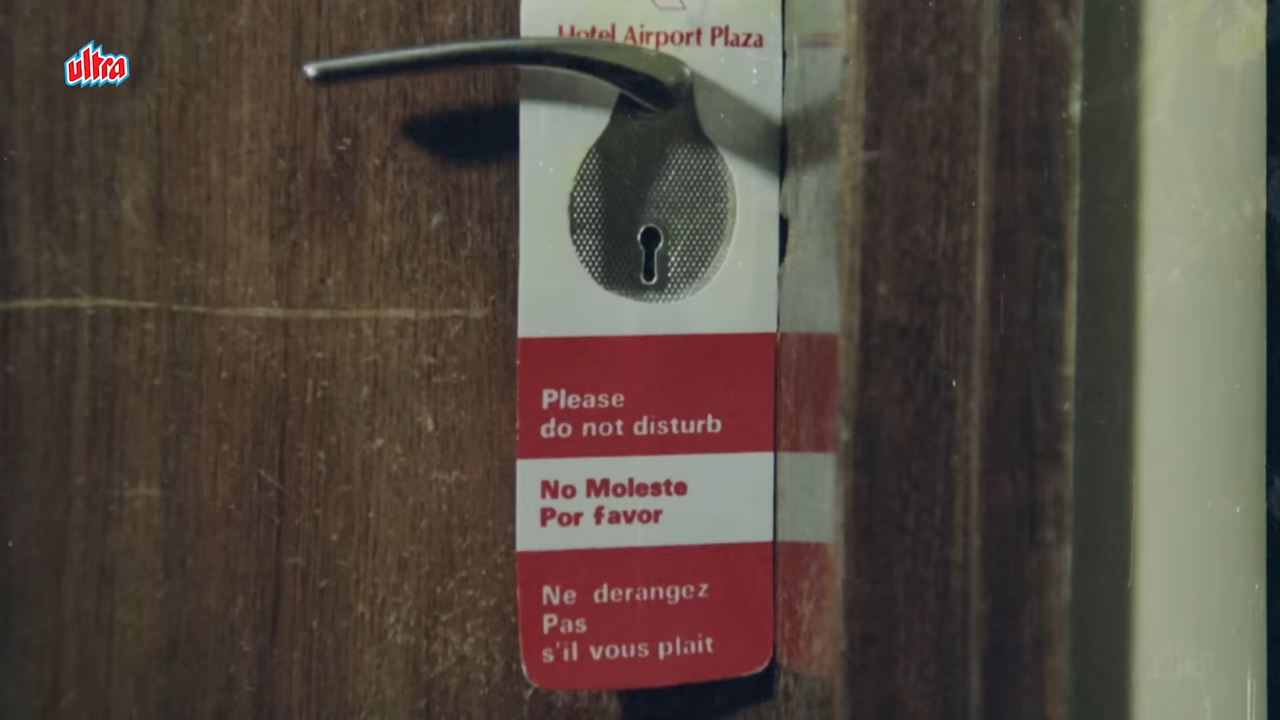 ultra
Hotel Airport Plaza
Please
do not disturb
No Moleste
Por favor
Ne derangez
Pas
s'il vous plait